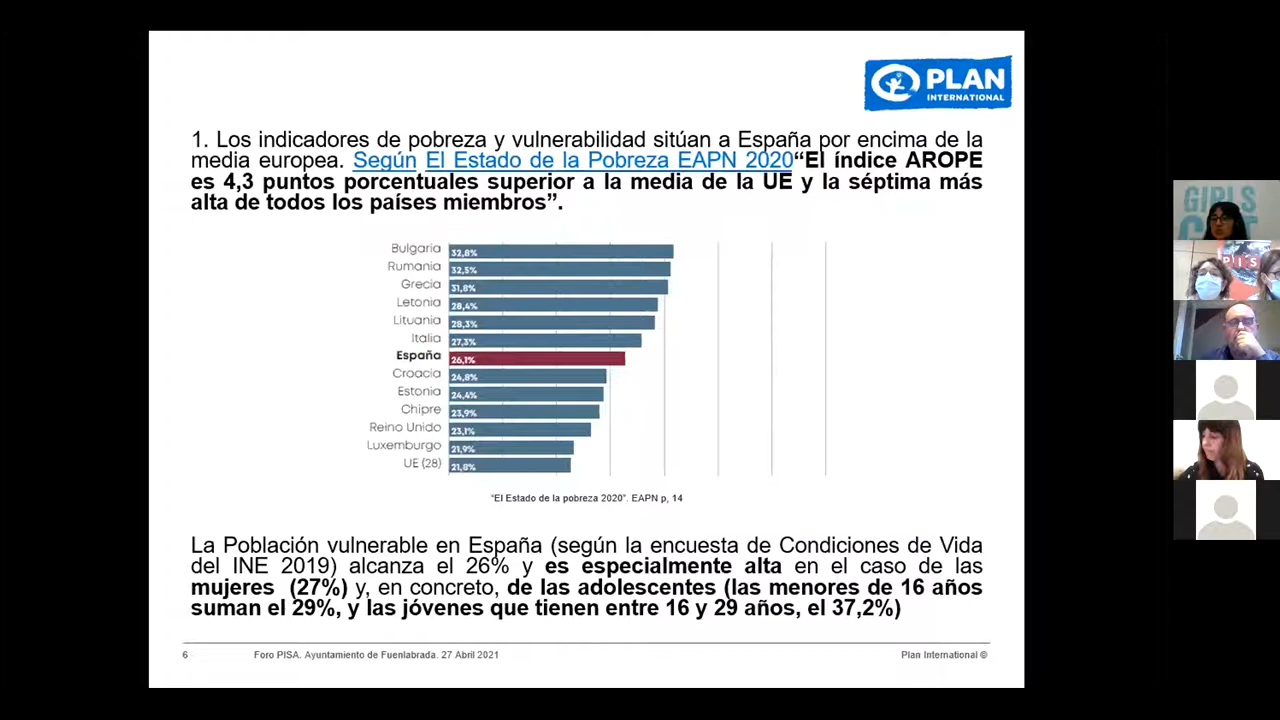 PLAN
INTERNATIONAL
1. Los indicadores de pobreza y vulnerabilidad sitúan a España por encima de la
media europea. Según El Estado de la Pobreza EAPN 2020“El índice AROPE
es 4,3 puntos porcentuales superior a la media de la UE y la séptima más
alta de todos los países miembros”.
Bulgaria 32,8%
Rumania 32,5%
Grecia 31,8%
Letonia 28,4%
Lituania 28,3%
Italia 27,3%
España 26,1%
Croacia 24,8%
Estonia 24,4%
Chipre 23,9%
Reino Unido 23,1%
Luxemburgo 21,9%
UE (28) 21,8%
“El Estado de la pobreza 2020”. EAPN p, 14
La Población vulnerable en España (según la encuesta de Condiciones de Vida
del INE 2019) alcanza el 26% y es especialmente alta en el caso de las
mujeres (27%) y, en concreto, de las adolescentes (las menores de 16 años
suman el 29%, y las jóvenes que tienen entre 16 y 29 años, el 37,2%)
6 Foro PISA. Ayuntamiento de Fuenlabrada. 27 Abril 2021 Plan International ©
GIRLS